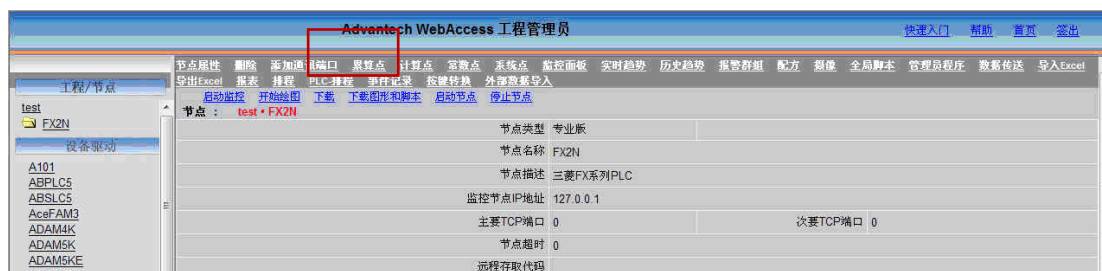 Advantech WebAccess 工程管理员 快速入门 帮助 首页 签出
节点属性 删除 添加通讯端口 累算点 计算点 常数点 系统点 监控面板 实时趋势 历史趋势 报警群组 配方 摄像 全局脚本 管理员程序 数据传送 导入Excel
导出Excel 报表 排程 PLC排程 事件记录 按键转换 外部数据导入
启动监控 开始绘图 下载 下载图形和脚本 启动节点 停止节点
节点 : test • FX2N
工程/节点
test
FX2N
设备驱动
A101
ABPLC5
ABSLC5
AceFAM3
ADAM4K
ADAM5K
ADAM5KE
节点类型 专业版
节点名称 FX2N
节点描述 三菱FX系列PLC
监控节点IP地址 127.0.0.1
主要TCP端口 0 次要TCP端口 0
节点超时 0
远程存取代码